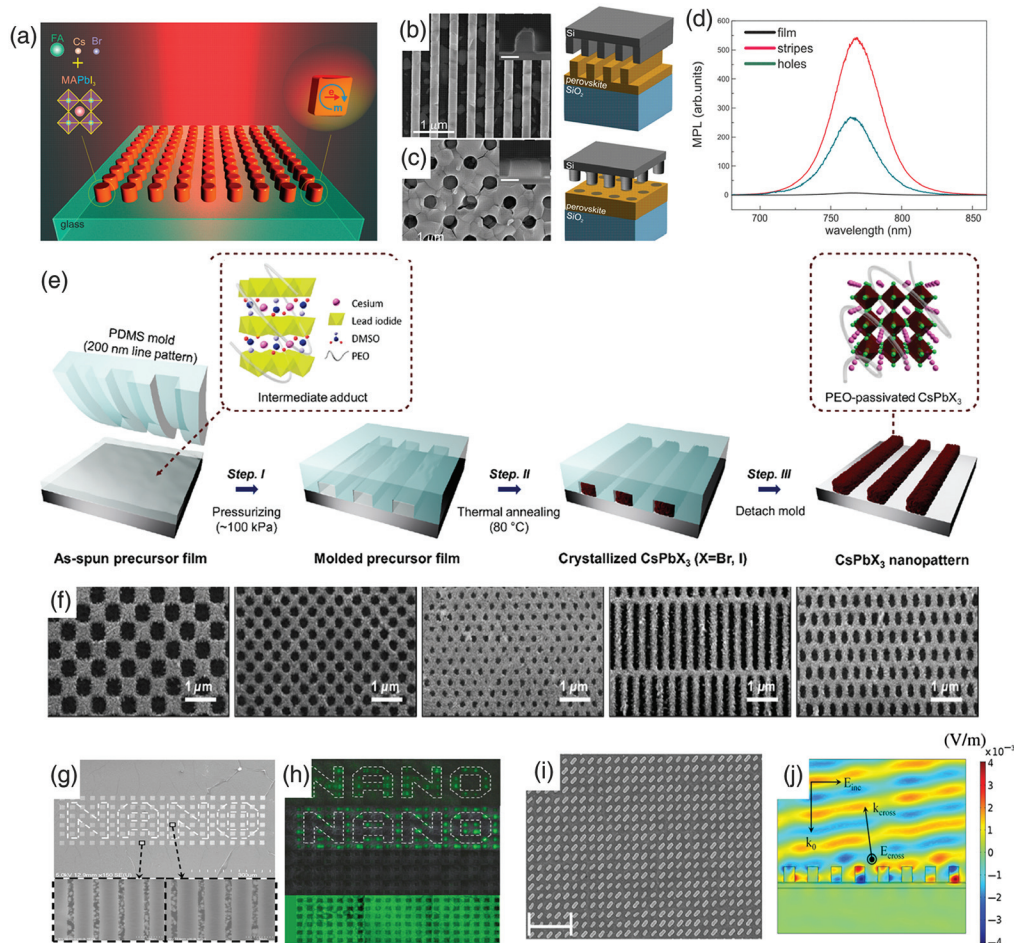 (a)
FA Cs Br
+
MAPbI3
e
m
glass
(b)
1 μm
Si
perovskite
SiO2
(c)
1 μm
Si
perovskite
SiO2
(d)
film
stripes
holes
MPL (arb.units)
600
500
400
300
200
100
0
700 750 800 850
wavelength (nm)
(e)
PDMS mold
(200 nm line pattern)
Cesium
Lead iodide
DMSO
PEO
Intermediate adduct
PEO-passivated CsPbX3
Step. I
Pressurizing
(~100 kPa)
Step. II
Thermal annealing
(80 °C)
Step. III
Detach mold
As-spun precursor film
Molded precursor film
Crystallized CsPbX3 (X=Br, I)
CsPbX3 nanopattern
(f)
1 μm
1 μm
1 μm
1 μm
1 μm
(g)
NANO
(h)
NANO
NANO
(i)
(j)
(V/m)
4
3
2
1
0
-1
-2
-3
-4
Einc
kcross
k0
Ecross